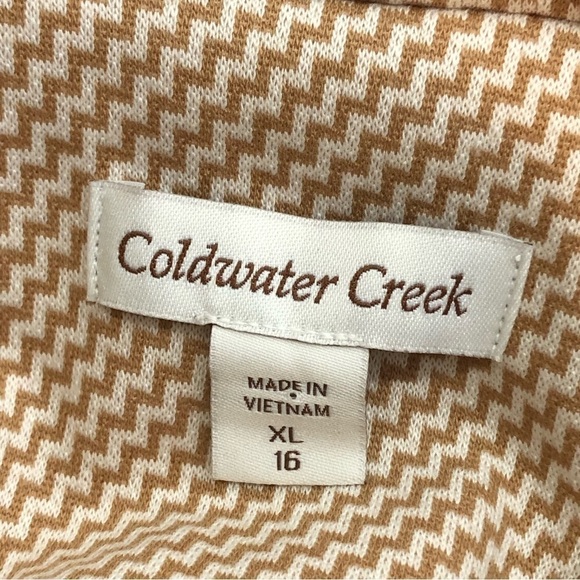 Coldwater Creek
MADE IN
VIETNAM
XL
16